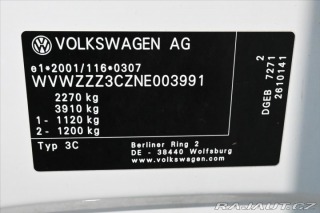 VOLKSWAGEN AG
e1*2001/116*0307
WVWZZZ3CZNE003991
2270 kg
3910 kg
1- 1120 kg
2- 1200 kg
Typ 3C
Berliner Ring 2
DE - 38440 Wolfsburg
www.volkswagen.com
2
DGEB 7271
2610141
RAJAUT.CZ